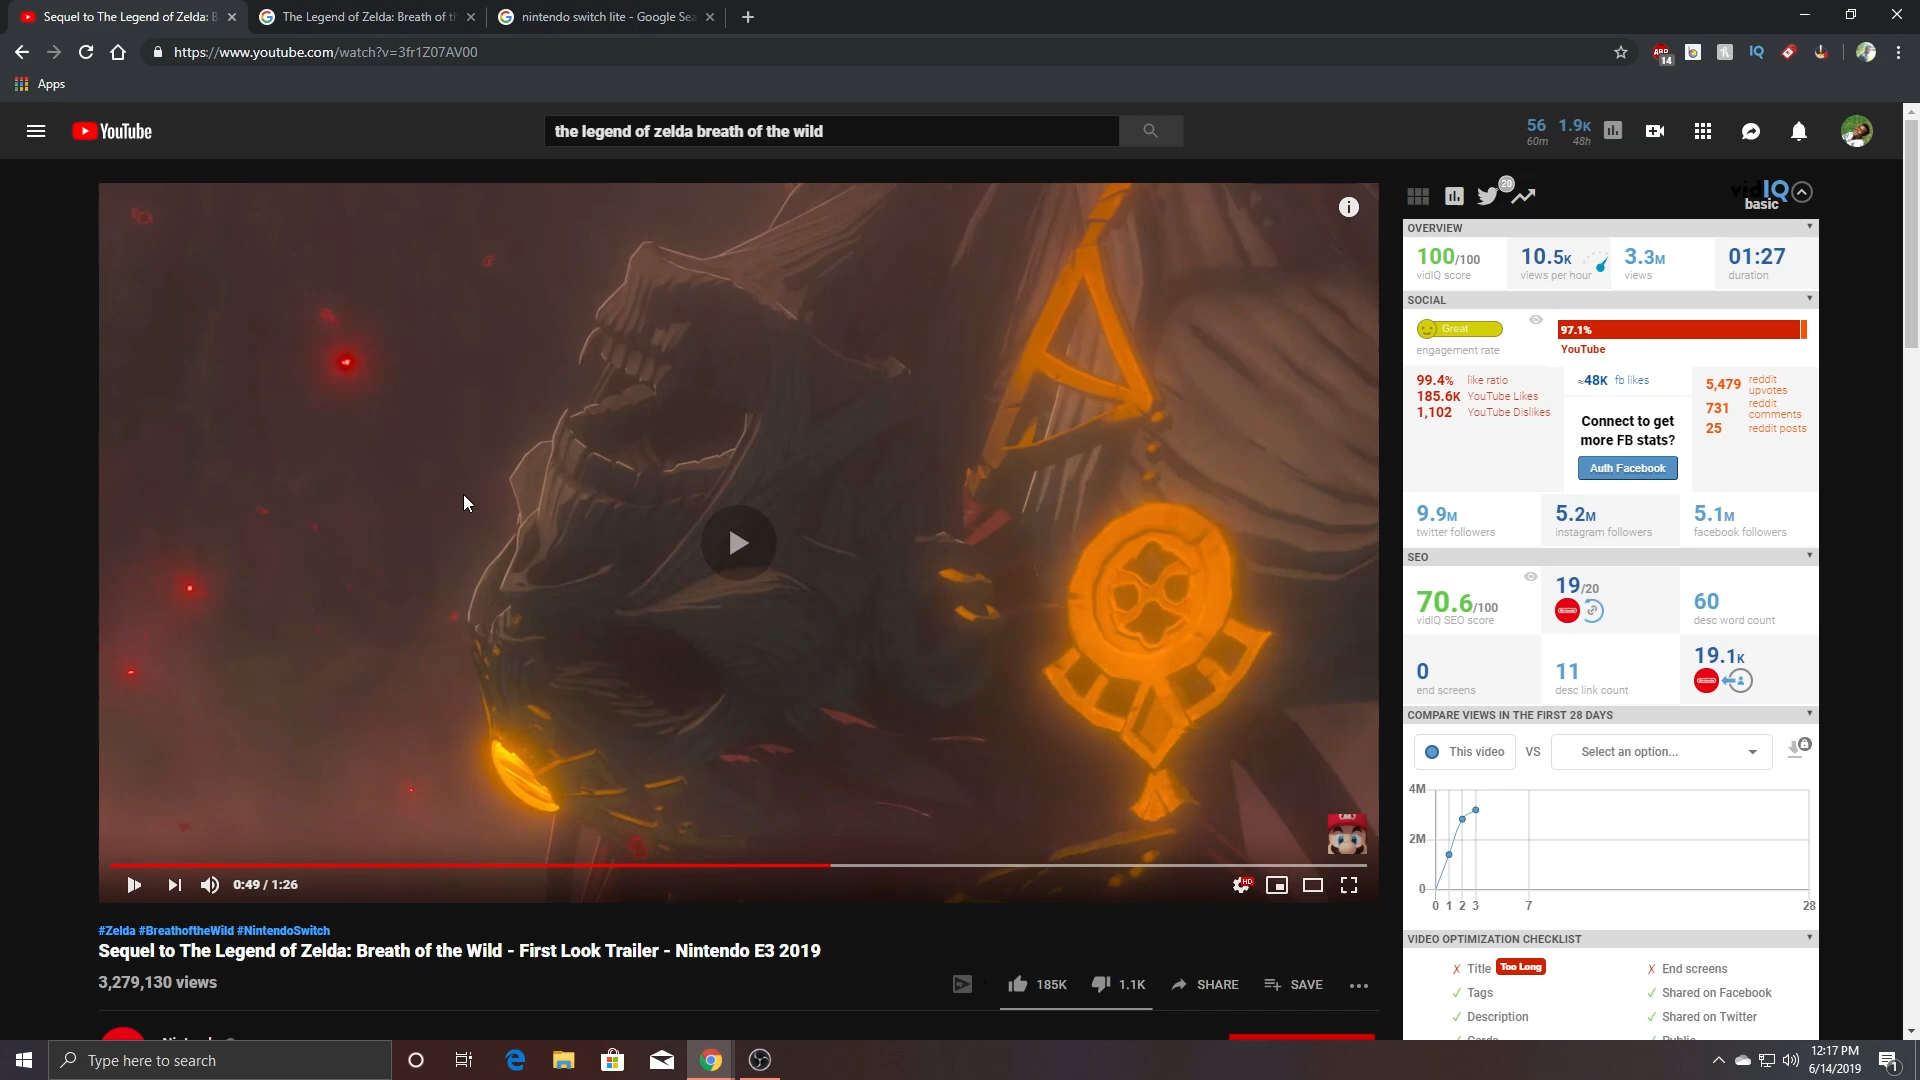 Sequel to The Legend of Zelda: B
The Legend of Zelda: Breath of th
nintendo switch lite - Google Sea
https://www.youtube.com/watch?v=3fr1Z07AV00
ABP
14
IQ
Apps
YouTube
the legend of zelda breath of the wild
56
60m
1.9K
48h
20
vidIQ
basic
OVERVIEW
100/100
vidIQ score
10.5K
views per hour
3.3M
views
01:27
duration
SOCIAL
Great
engagement rate
97.1%
YouTube
99.4% like ratio
185.6K YouTube Likes
1,102 YouTube Dislikes
≈48K fb likes
Connect to get
more FB stats?
Auth Facebook
5,479 reddit upvotes
731 reddit comments
25 reddit posts
9.9M
twitter followers
5.2M
instagram followers
5.1M
facebook followers
SEO
70.6/100
vidIQ SEO score
19/20
60
desc word count
0
end screens
11
desc link count
19.1K
COMPARE VIEWS IN THE FIRST 28 DAYS
This video VS Select an option...
4M
2M
0
0 1 2 3 7 28
VIDEO OPTIMIZATION CHECKLIST
✗ Title Too Long
✗ End screens
✓ Tags
✓ Shared on Facebook
✓ Description
✓ Shared on Twitter
0:49 / 1:26
HD
#Zelda #BreathoftheWild #NintendoSwitch
Sequel to The Legend of Zelda: Breath of the Wild - First Look Trailer - Nintendo E3 2019
3,279,130 views
185K
1.1K
SHARE
SAVE
Type here to search
12:17 PM
6/14/2019
1